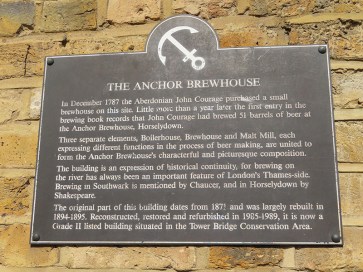 THE ANCHOR BREWHOUSE
In December 1787 the Aberdonian John Courage purchased a small
brewhouse on this site. Little more than a year later the first entry in the
brewing book records that John Courage had brewed 51 barrels of beer at
the Anchor Brewhouse, Horselydown.
Three separate elements, Boilerhouse, Brewhouse and Malt Mill, each
expressing different functions in the process of beer making, are united to
form the Anchor Brewhouse's characterful and picturesque composition.
The building is an expression of historical continuity, for brewing on
the river has always been an important feature of London's Thames-side.
Brewing in Southwark is mentioned by Chaucer, and in Horselydown by
Shakespeare.
The original part of this building dates from 1871 and was largely rebuilt in
1894-1895. Reconstructed, restored and refurbished in 1985-1989, it is now a
Grade II listed building situated in the Tower Bridge Conservation Area.